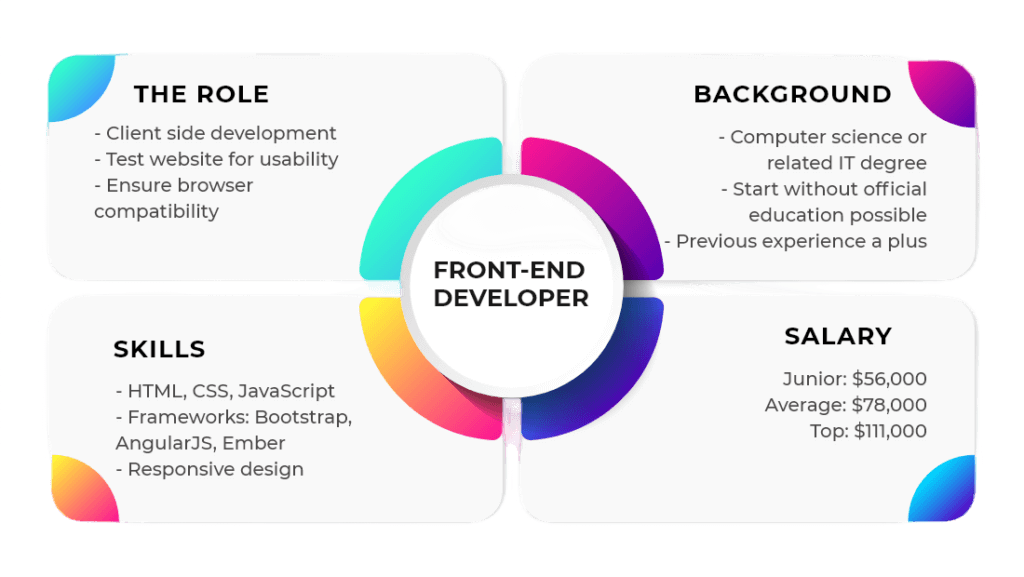 THE ROLE
- Client side development
- Test website for usability
- Ensure browser
compatibility
BACKGROUND
- Computer science or
related IT degree
- Start without official
education possible
- Previous experience a plus
FRONT-END
DEVELOPER
SKILLS
- HTML, CSS, JavaScript
- Frameworks: Bootstrap,
AngularJS, Ember
- Responsive design
SALARY
Junior: $56,000
Average: $78,000
Top: $111,000